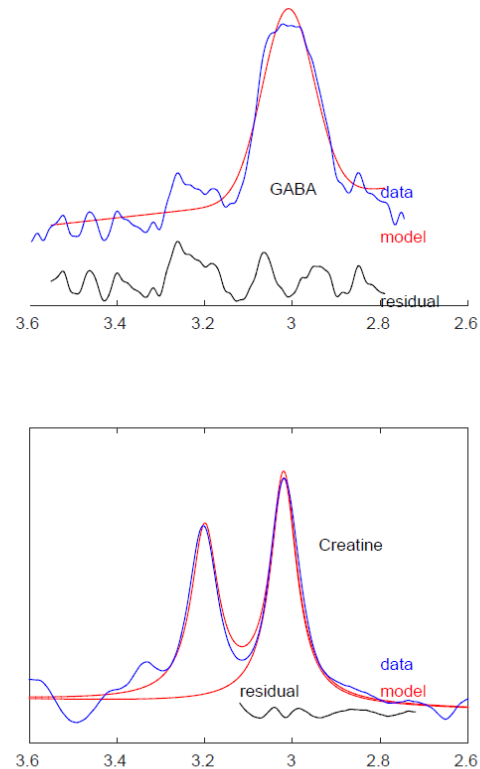 GABA
data
model
residual
3.6 3.4 3.2 3 2.8 2.6
Creatine
data
residual model
3.6 3.4 3.2 3 2.8 2.6